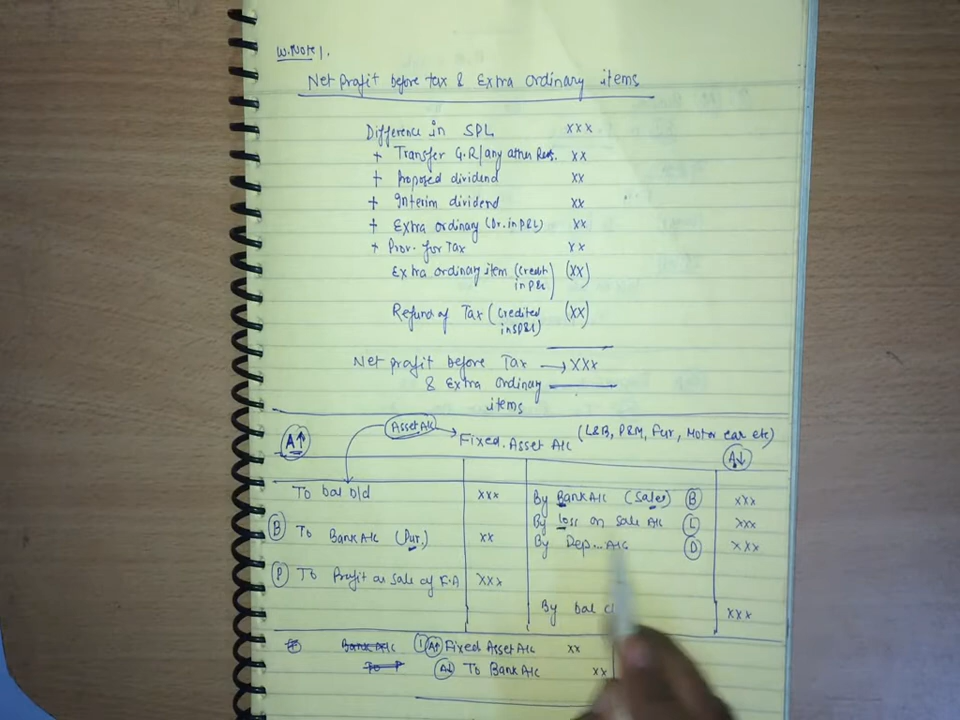 W.Note 1.
Net profit before tax & Extra Ordinary items
Difference in SPL xxx
+ Transfer G.R/any other Res. xx
+ Proposed dividend xx
+ Interim dividend xx
+ Extra ordinary (Dr. in P&L) xx
+ Prov. for Tax xx
Extra ordinary item (credit in P&L) (xx)
Refund of Tax (credited in SP&L) (xx)
Net profit before Tax → xxx
& Extra ordinary
items
A↑ Asset A/c Fixed Asset A/c (L&B, P&M, Fur, Motor car etc) A↓
To bal b/d xxx By Bank A/c (Sales) B xxx
By loss on sale A/c L xxx
B To Bank A/c (Pur.) xx By Dep... A/c D xxx
P To Profit on sale of F.A xxx
By bal c xxx
Bank A/c 1 A↑ Fixed Asset A/c xx
To P A↓ To Bank A/c xx